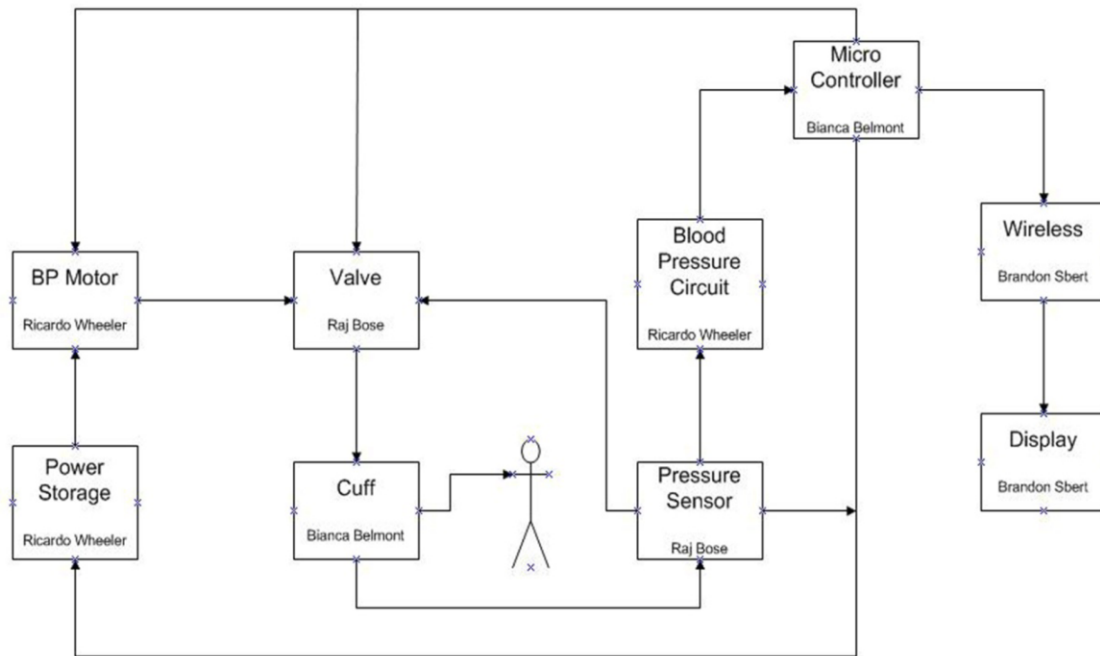 Micro
Controller
Bianca Belmont
Blood
Pressure
Circuit
Ricardo Wheeler
Wireless
Brandon Sbert
BP Motor
Ricardo Wheeler
Valve
Raj Bose
Display
Brandon Sbert
Power
Storage
Ricardo Wheeler
Cuff
Bianca Belmont
Pressure
Sensor
Raj Bose